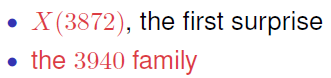 • X(3872), the first surprise
• the 3940 family